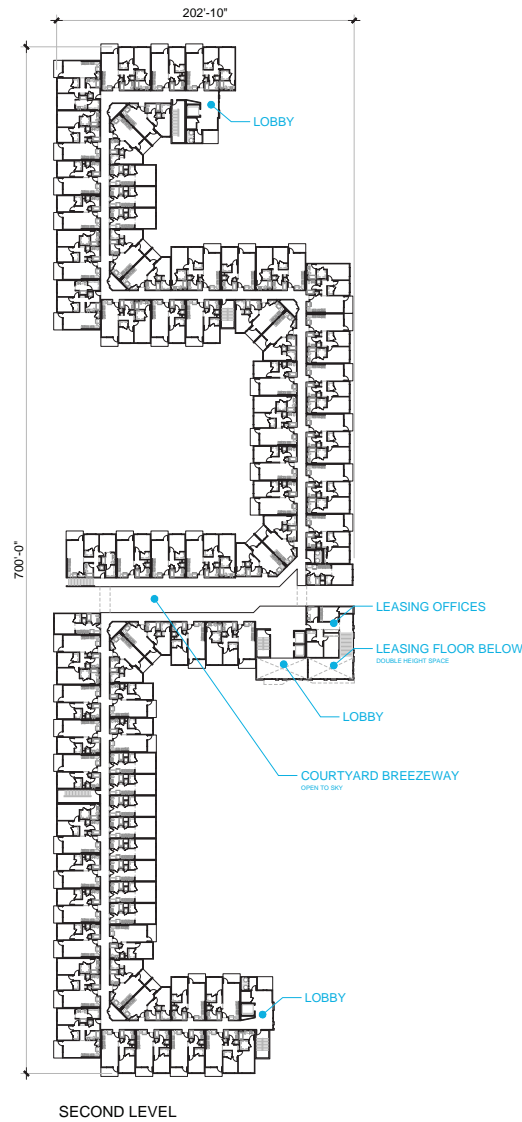 202'-10"
LOBBY
700'-0"
LEASING OFFICES
LEASING FLOOR BELOW
DOUBLE HEIGHT SPACE
LOBBY
COURTYARD BREEZEWAY
OPEN TO SKY
LOBBY
SECOND LEVEL